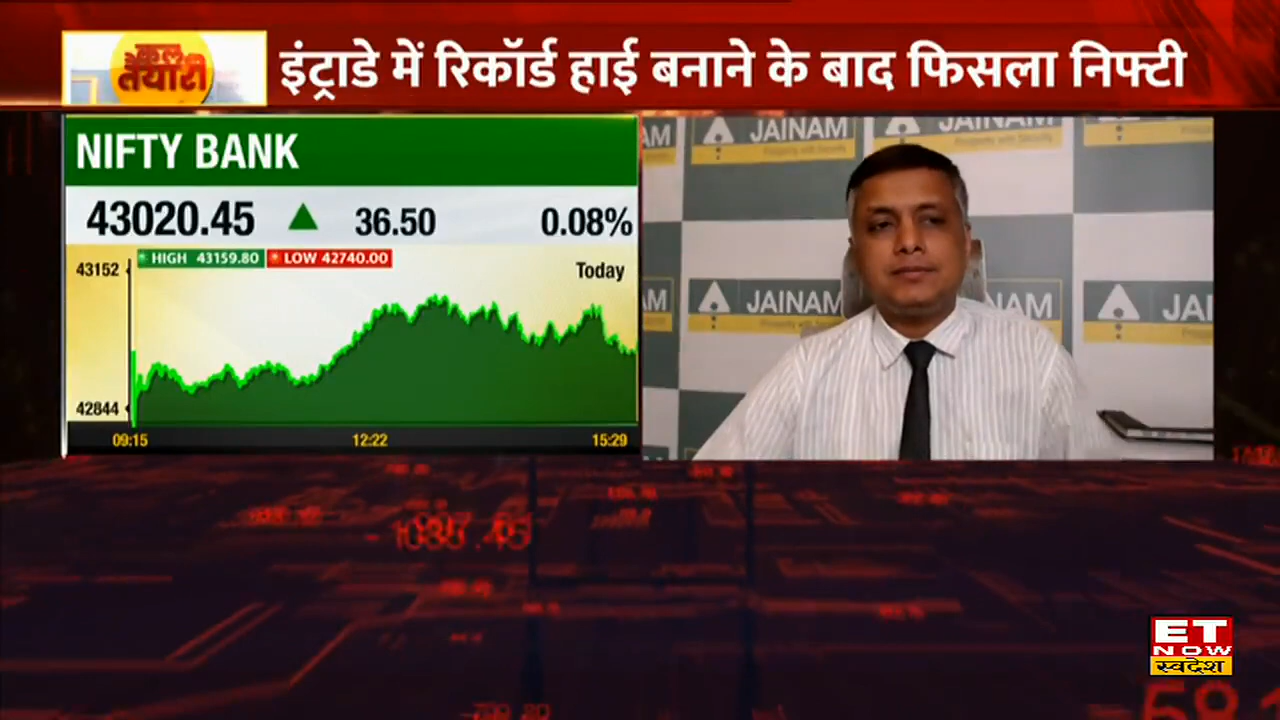 कल की तैयारी
इंट्राडे में रिकॉर्ड हाई बनाने के बाद फिसला निफ्टी
NIFTY BANK
43020.45 ▲ 36.50 0.08%
HIGH 43159.80 LOW 42740.00
43152
Today
42844
09:15 12:22 15:29
JAINAM
JAINAM
JAINAM
JAINAM
ET
NOW
स्वदेश